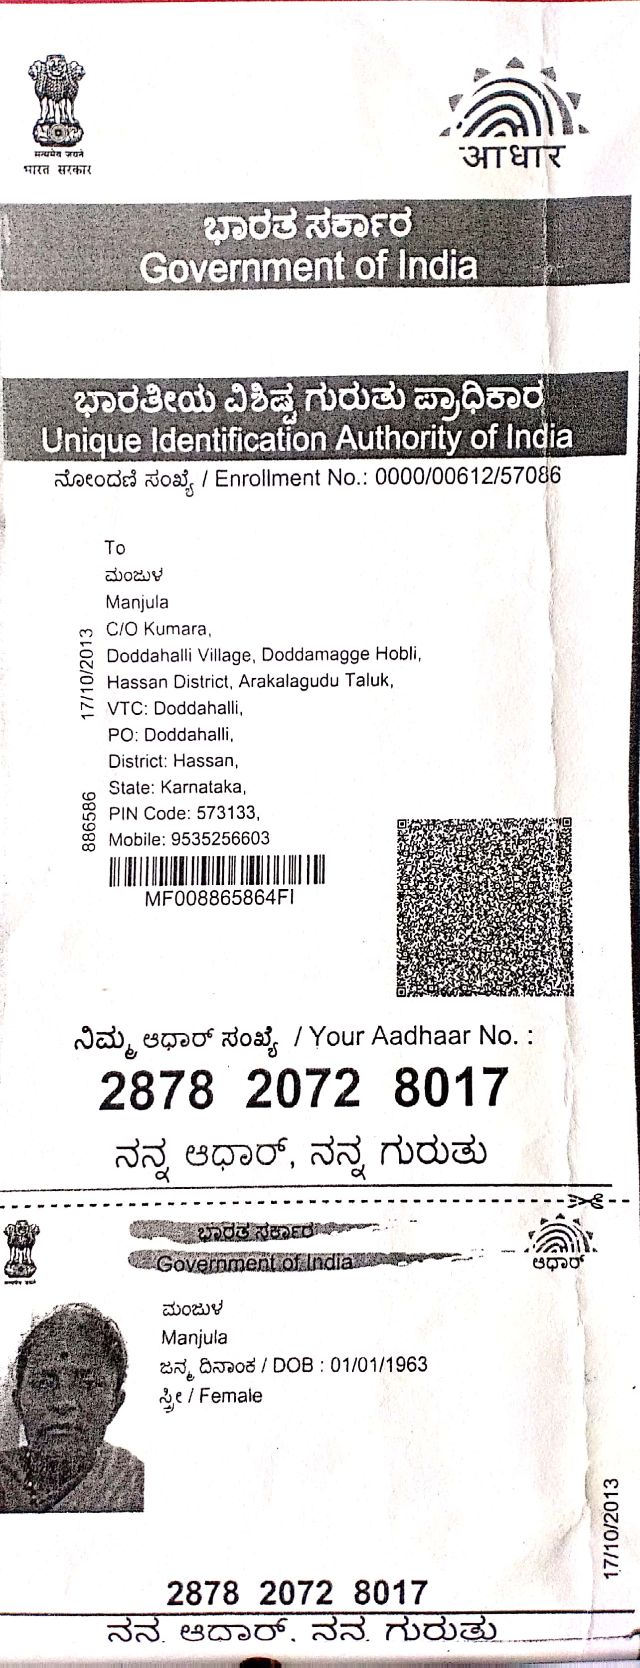 सत्यमेव जयते
भारत सरकार
आधार
ಭಾರತ ಸರ್ಕಾರ
Government of India
ಭಾರತೀಯ ವಿಶಿಷ್ಟ ಗುರುತು ಪ್ರಾಧಿಕಾರ
Unique Identification Authority of India
ನೋಂದಣಿ ಸಂಖ್ಯೆ / Enrollment No.: 0000/00612/57086
To
ಮಂಜುಳ
Manjula
C/O Kumara,
Doddahalli Village, Doddamagge Hobli,
Hassan District, Arakalagudu Taluk,
VTC: Doddahalli,
PO: Doddahalli,
District: Hassan,
State: Karnataka,
PIN Code: 573133,
Mobile: 9535256603
17/10/2013
886586
MF008865864FI
ನಿಮ್ಮ ಆಧಾರ್ ಸಂಖ್ಯೆ / Your Aadhaar No. :
2878 2072 8017
ನನ್ನ ಆಧಾರ್, ನನ್ನ ಗುರುತು
ಭಾರತ ಸರ್ಕಾರ
Government of India
ಆಧಾರ್
ಮಂಜುಳ
Manjula
ಜನ್ಮ ದಿನಾಂಕ / DOB : 01/01/1963
ಸ್ತ್ರೀ / Female
17/10/2013
2878 2072 8017
ನನ್ನ ಆಧಾರ್, ನನ್ನ ಗುರುತು